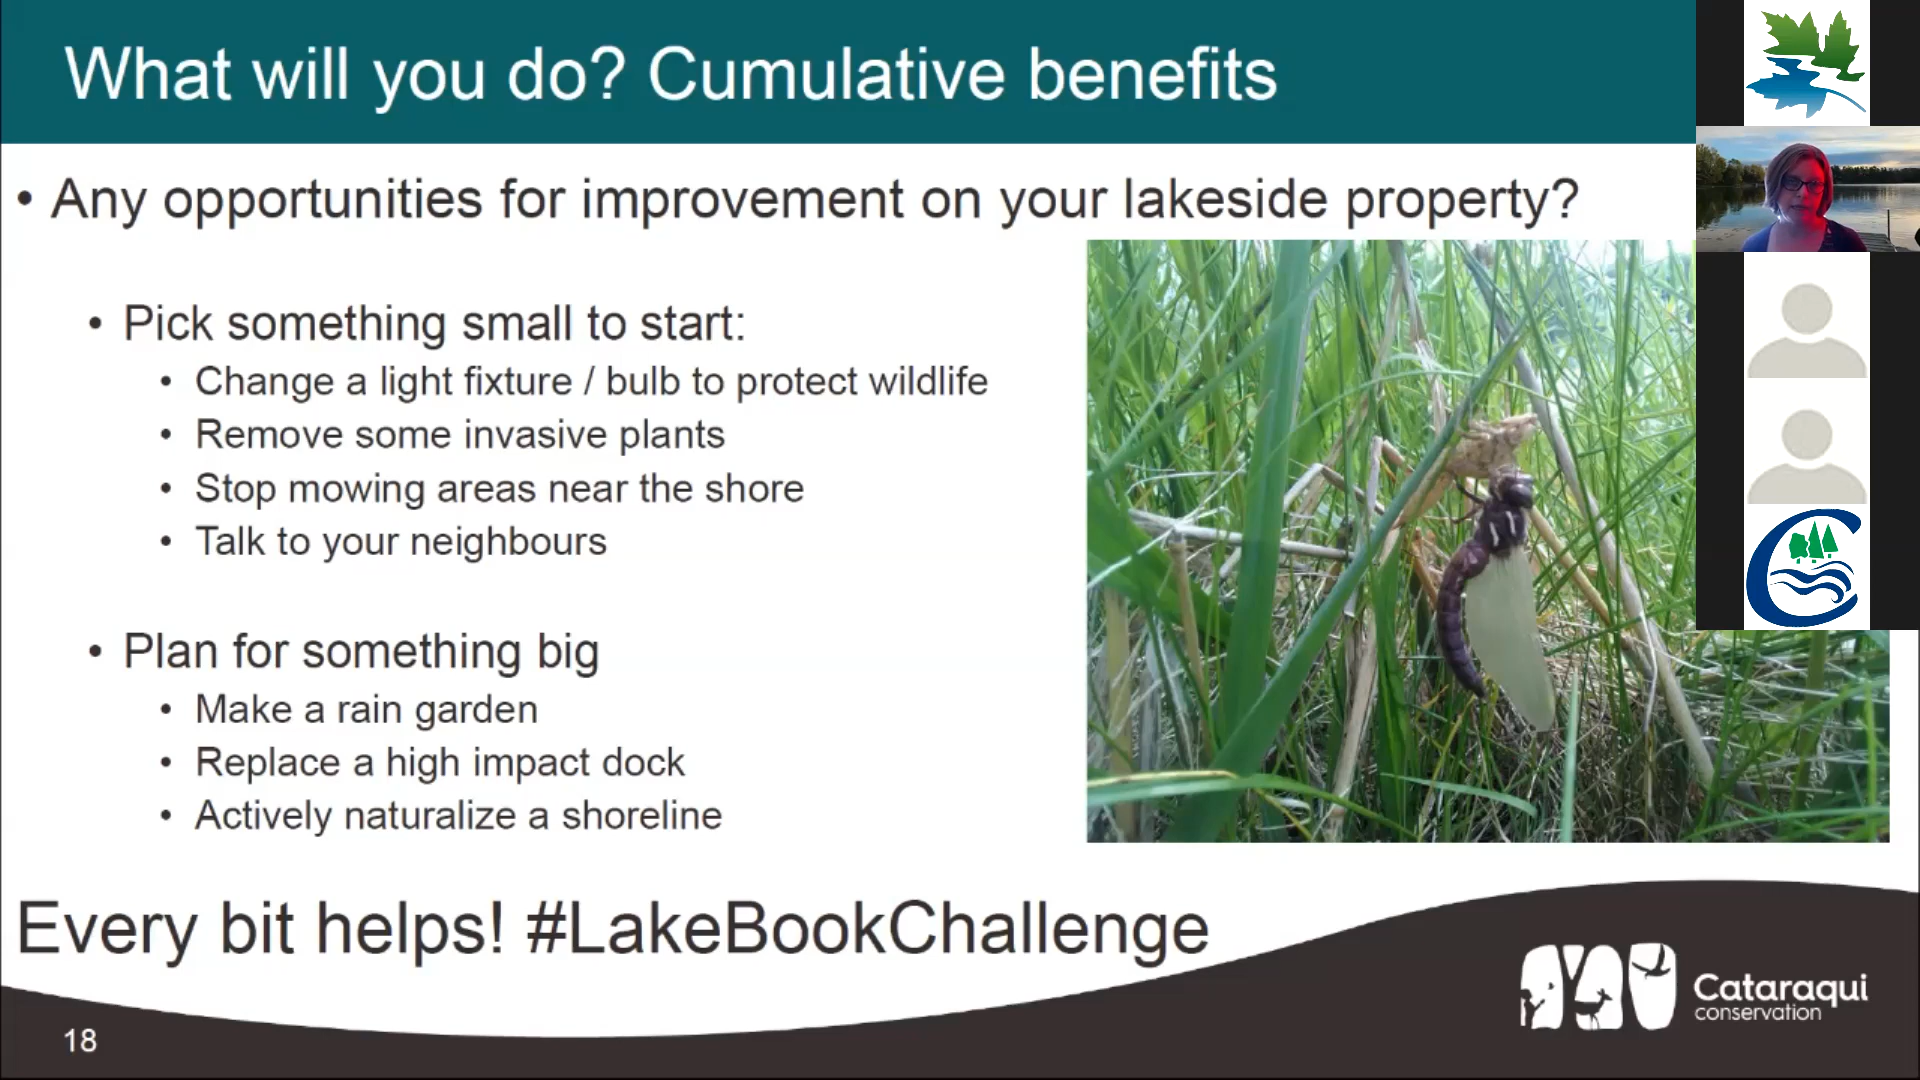 What will you do? Cumulative benefits
• Any opportunities for improvement on your lakeside property?
• Pick something small to start:
• Change a light fixture / bulb to protect wildlife
• Remove some invasive plants
• Stop mowing areas near the shore
• Talk to your neighbours
• Plan for something big
• Make a rain garden
• Replace a high impact dock
• Actively naturalize a shoreline
Every bit helps! #LakeBookChallenge
Cataraqui
conservation
18